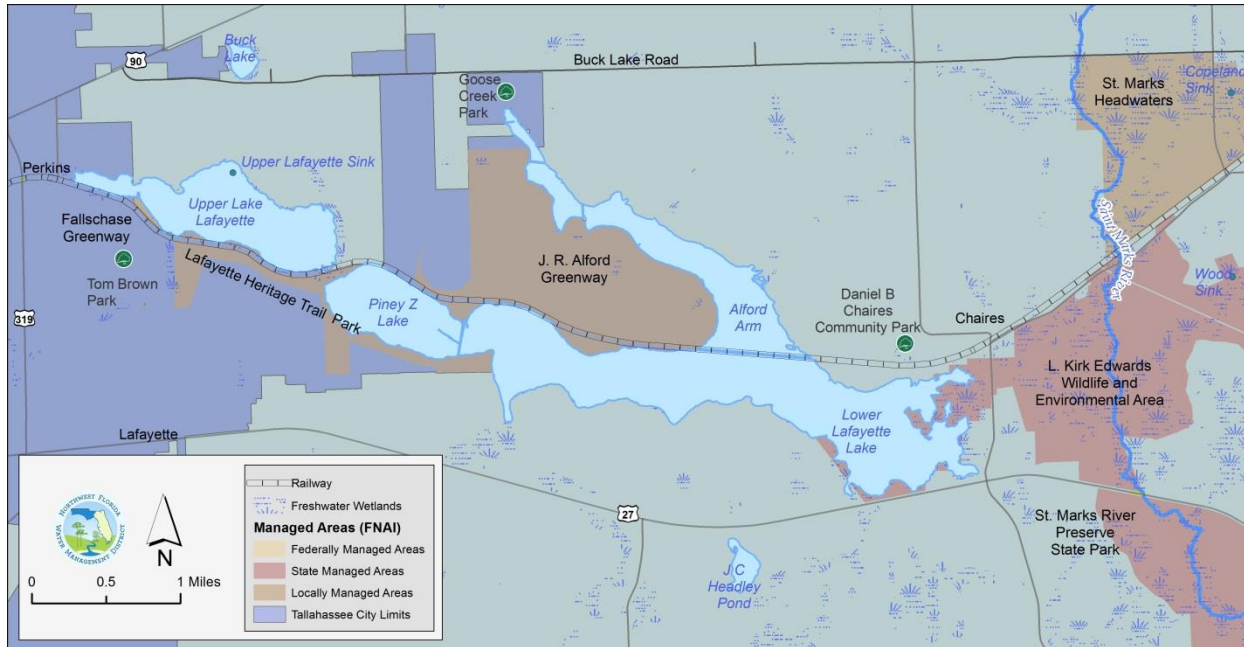 Buck
Lake
90
Buck Lake Road
Goose
Creek
Park
St. Marks
Headwaters
Copeland
Sink
Perkins
Upper Lafayette Sink
Upper Lake
Lafayette
Fallschase
Greenway
Tom Brown
Park
Lafayette Heritage Trail Park
J. R. Alford
Greenway
Saint Marks River
Wood
Sink
Piney Z
Lake
Alford
Arm
Daniel B
Chaires
Community Park
Chaires
319
L. Kirk Edwards
Wildlife and
Environmental Area
Lower
Lafayette
Lake
Lafayette
27
St. Marks River
Preserve
State Park
J C
Headley
Pond
NORTHWEST FLORIDA
WATER MANAGEMENT DISTRICT
N
0 0.5 1 Miles
Railway
Freshwater Wetlands
Managed Areas (FNAI)
Federally Managed Areas
State Managed Areas
Locally Managed Areas
Tallahassee City Limits